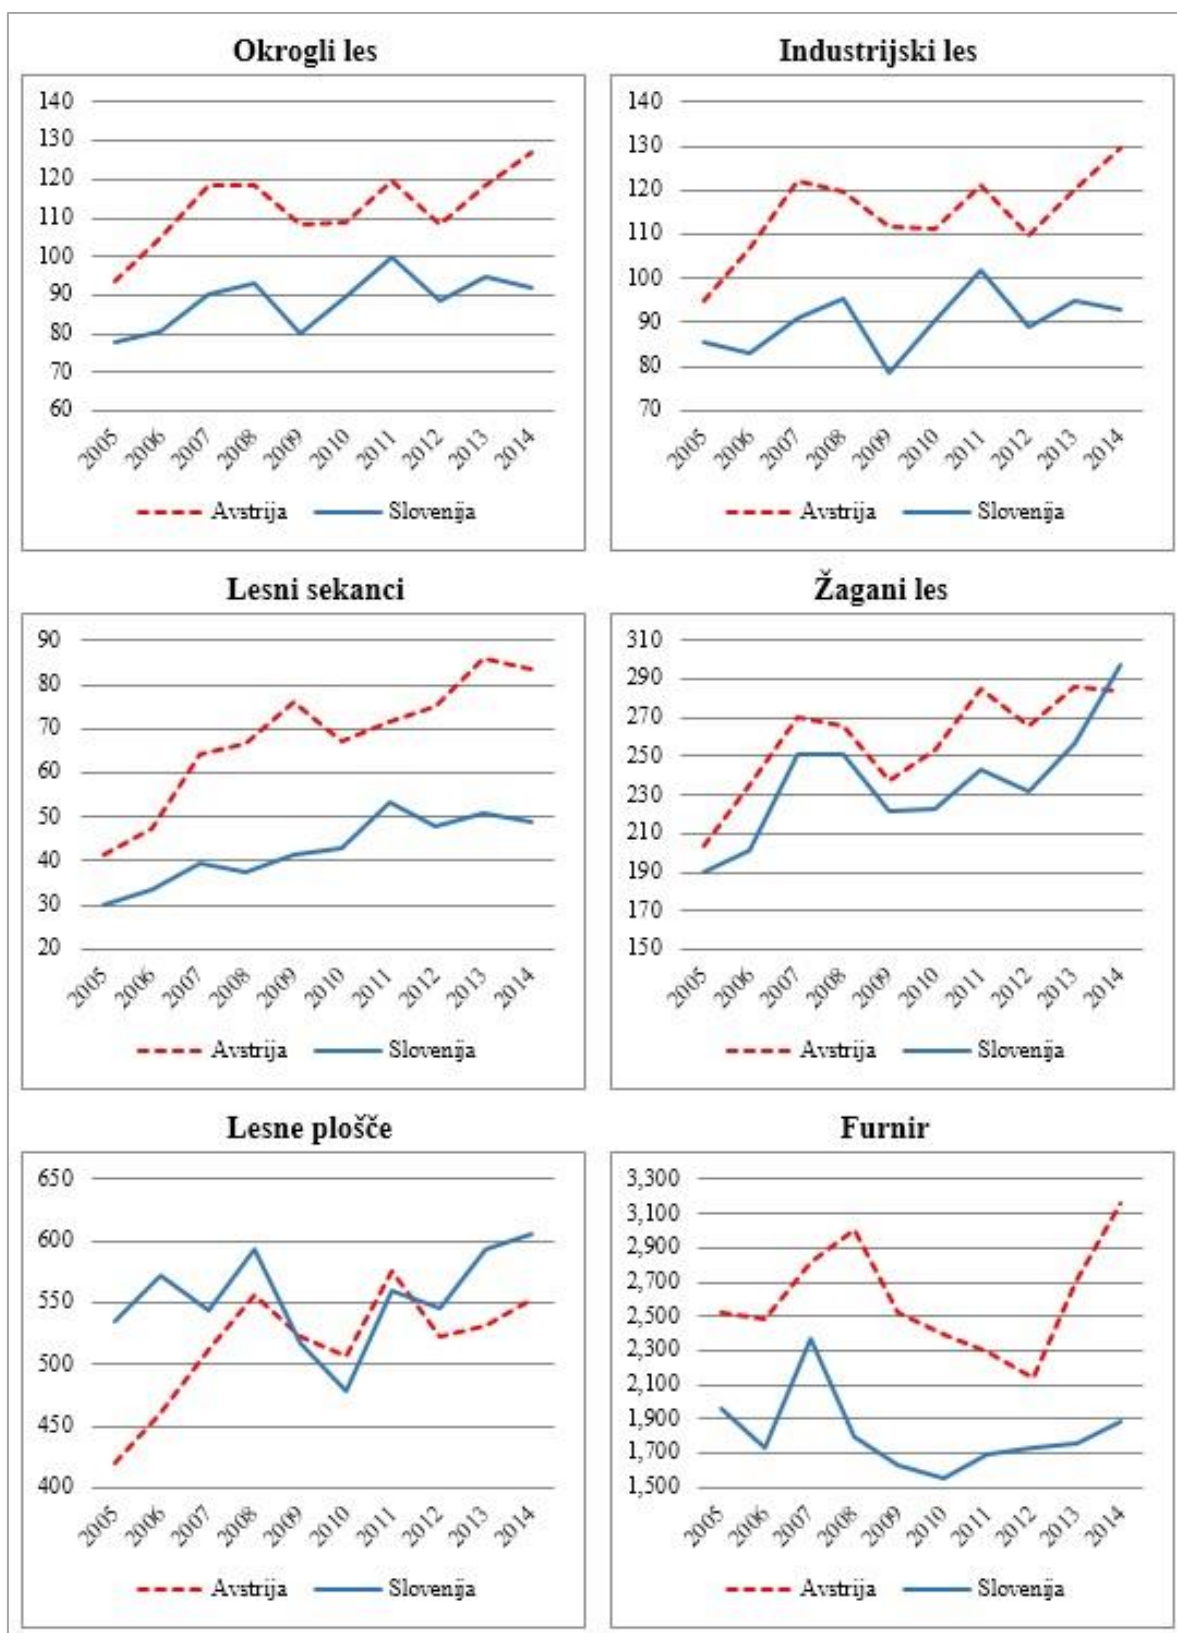 Okrogli les
140
130
120
110
100
90
80
70
60
2005 2006 2007 2008 2009 2010 2011 2012 2013 2014
Avstrija Slovenija
Industrijski les
140
130
120
110
100
90
80
70
2005 2006 2007 2008 2009 2010 2011 2012 2013 2014
Avstrija Slovenija
Lesni sekanci
90
80
70
60
50
40
30
20
2005 2006 2007 2008 2009 2010 2011 2012 2013 2014
Avstrija Slovenija
Žagani les
310
290
270
250
230
210
190
170
150
2005 2006 2007 2008 2009 2010 2011 2012 2013 2014
Avstrija Slovenija
Lesne plošče
650
600
550
500
450
400
2005 2006 2007 2008 2009 2010 2011 2012 2013 2014
Avstrija Slovenija
Furnir
3,300
3,100
2,900
2,700
2,500
2,300
2,100
1,900
1,700
1,500
2005 2006 2007 2008 2009 2010 2011 2012 2013 2014
Avstrija Slovenija